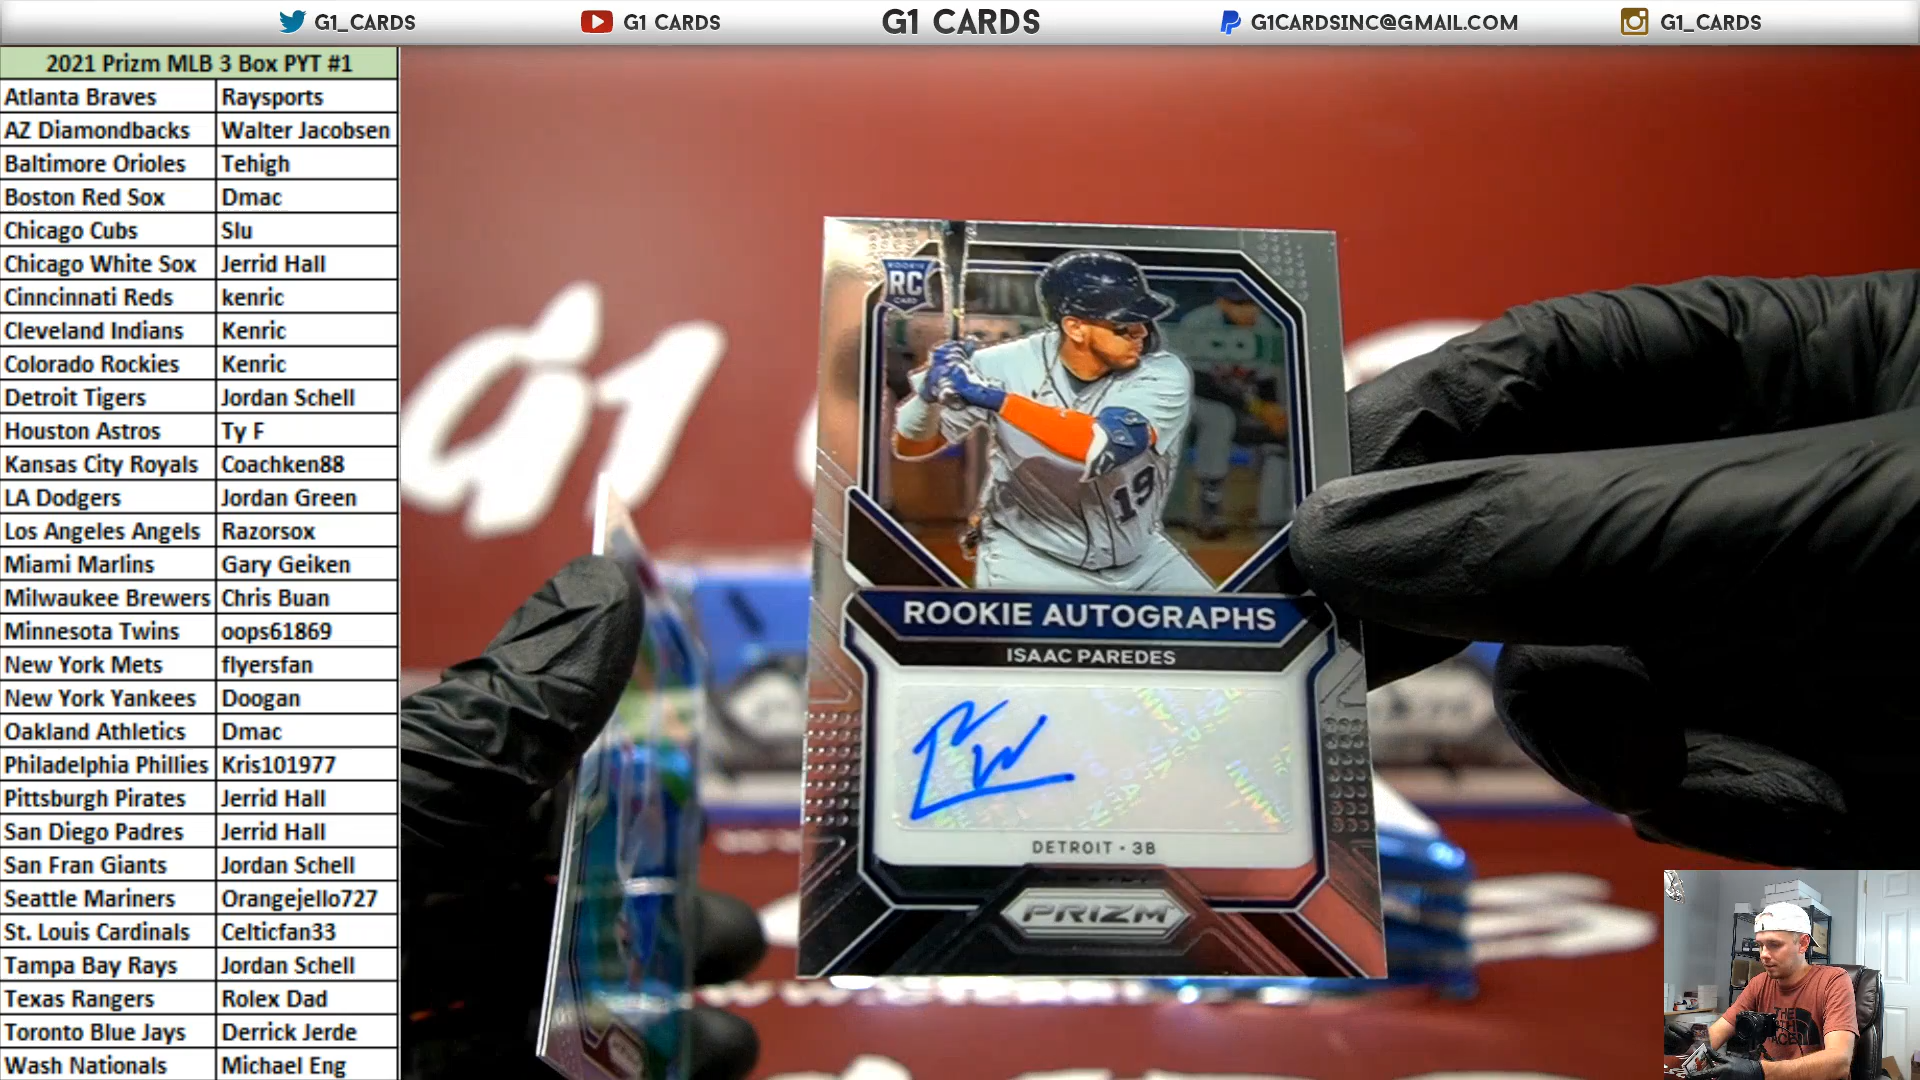 G1_CARDS
G1 CARDS
G1 CARDS
G1CARDSINC@GMAIL.COM
G1_CARDS
2021 Prizm MLB 3 Box PYT #1
Atlanta Braves Raysports
AZ Diamondbacks Walter Jacobsen
Baltimore Orioles Tehigh
Boston Red Sox Dmac
Chicago Cubs Slu
Chicago White Sox Jerrid Hall
Cinncinnati Reds kenric
Cleveland Indians Kenric
Colorado Rockies Kenric
Detroit Tigers Jordan Schell
Houston Astros Ty F
Kansas City Royals Coachken88
LA Dodgers Jordan Green
Los Angeles Angels Razorsox
Miami Marlins Gary Geiken
Milwaukee Brewers Chris Buan
Minnesota Twins oops61869
New York Mets flyersfan
New York Yankees Doogan
Oakland Athletics Dmac
Philadelphia Phillies Kris101977
Pittsburgh Pirates Jerrid Hall
San Diego Padres Jerrid Hall
San Fran Giants Jordan Schell
Seattle Mariners Orangejello727
St. Louis Cardinals Celticfan33
Tampa Bay Rays Jordan Schell
Texas Rangers Rolex Dad
Toronto Blue Jays Derrick Jerde
Wash Nationals Michael Eng
G1
ROOKIE
RC
CARD
19
ROOKIE AUTOGRAPHS
ISAAC PAREDES
PANINI
DETROIT • 3B
PRIZM
THE